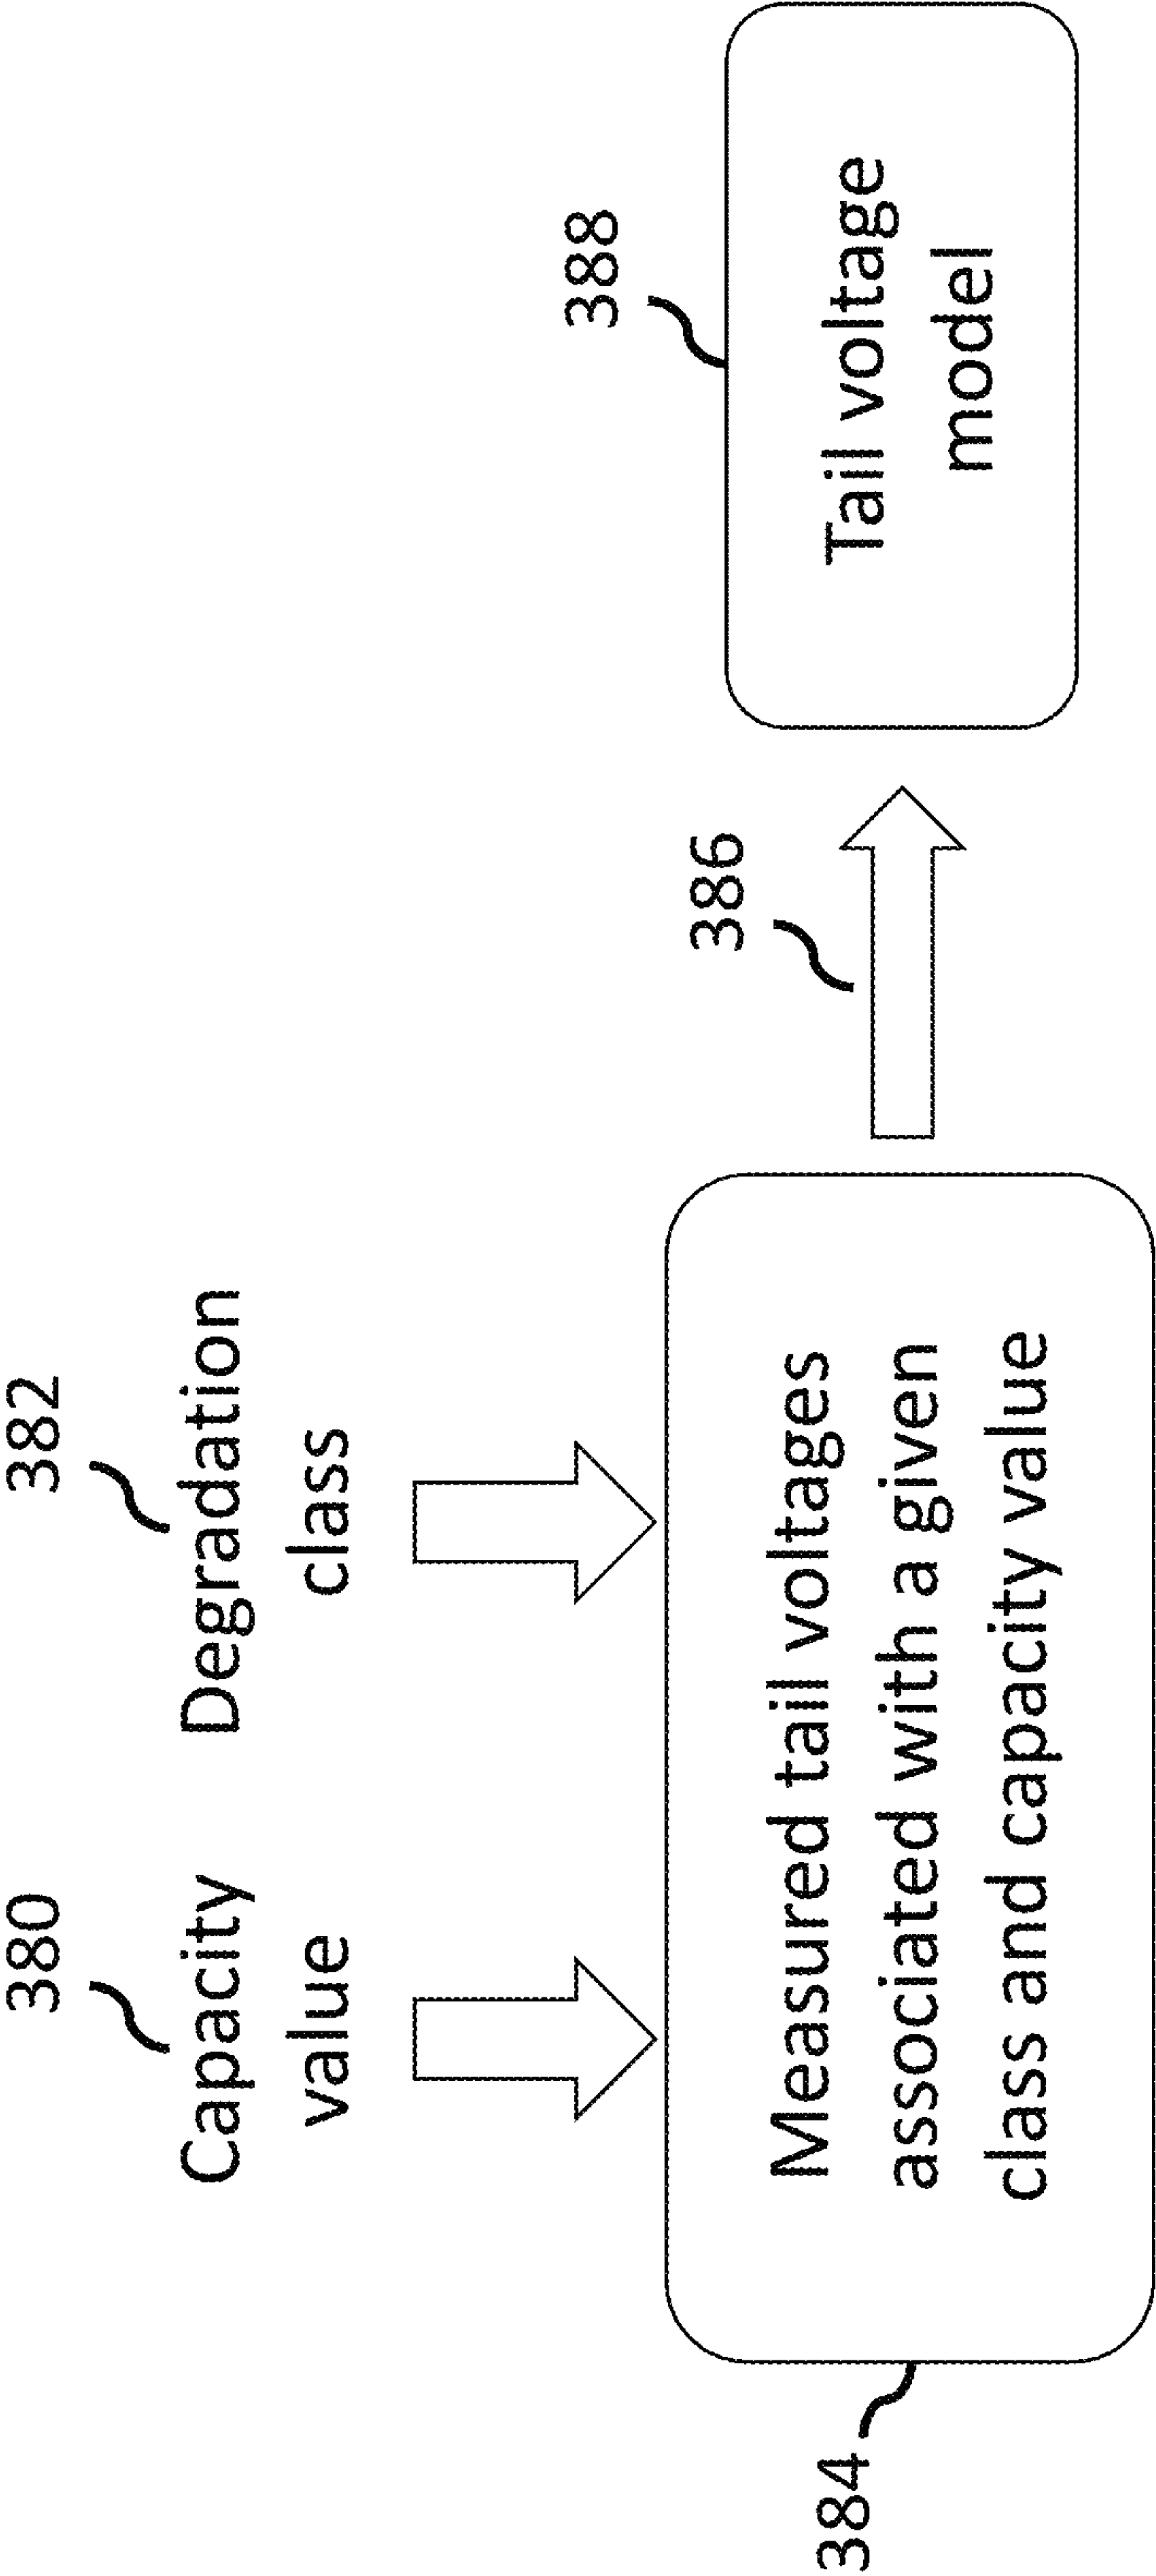 380
382
Capacity
value
Degradation
class
384
Measured tail voltages
associated with a given
class and capacity value
386
388
Tail voltage
model